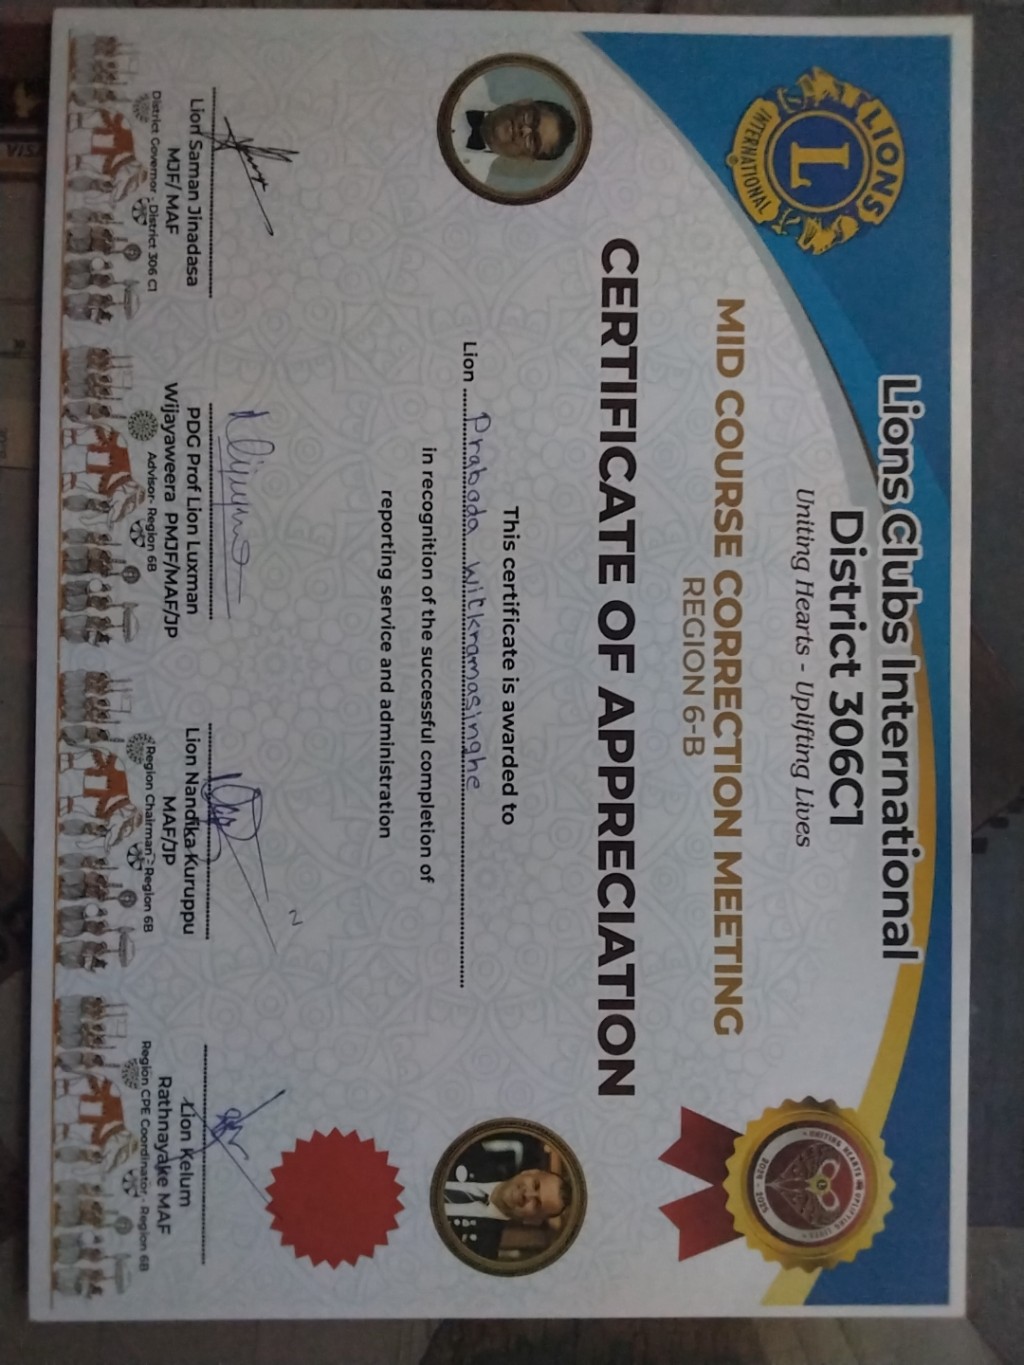 LIONS
L
INTERNATIONAL
Lions Clubs International
District 306C1
Uniting Hearts - Uplifting Lives
MID COURSE CORRECTION MEETING
REGION 6-B
CERTIFICATE OF APPRECIATION
This certificate is awarded to
Lion Praboda Wickramasinghe
in recognition of the successful completion of
reporting service and administration
Lion Saman Jinadasa
MJF/ MAF
District Governor - District 306 C1
PDG Prof Lion Luxman
Wijayaweera PMJF/MAF/JP
Advisor- Region 6B
Lion Nandika Kuruppu
MAF/JP
Region Chairman - Region 6B
Lion Kelum
Rathnayake MAF
Region CPE Coordinator - Region 6B